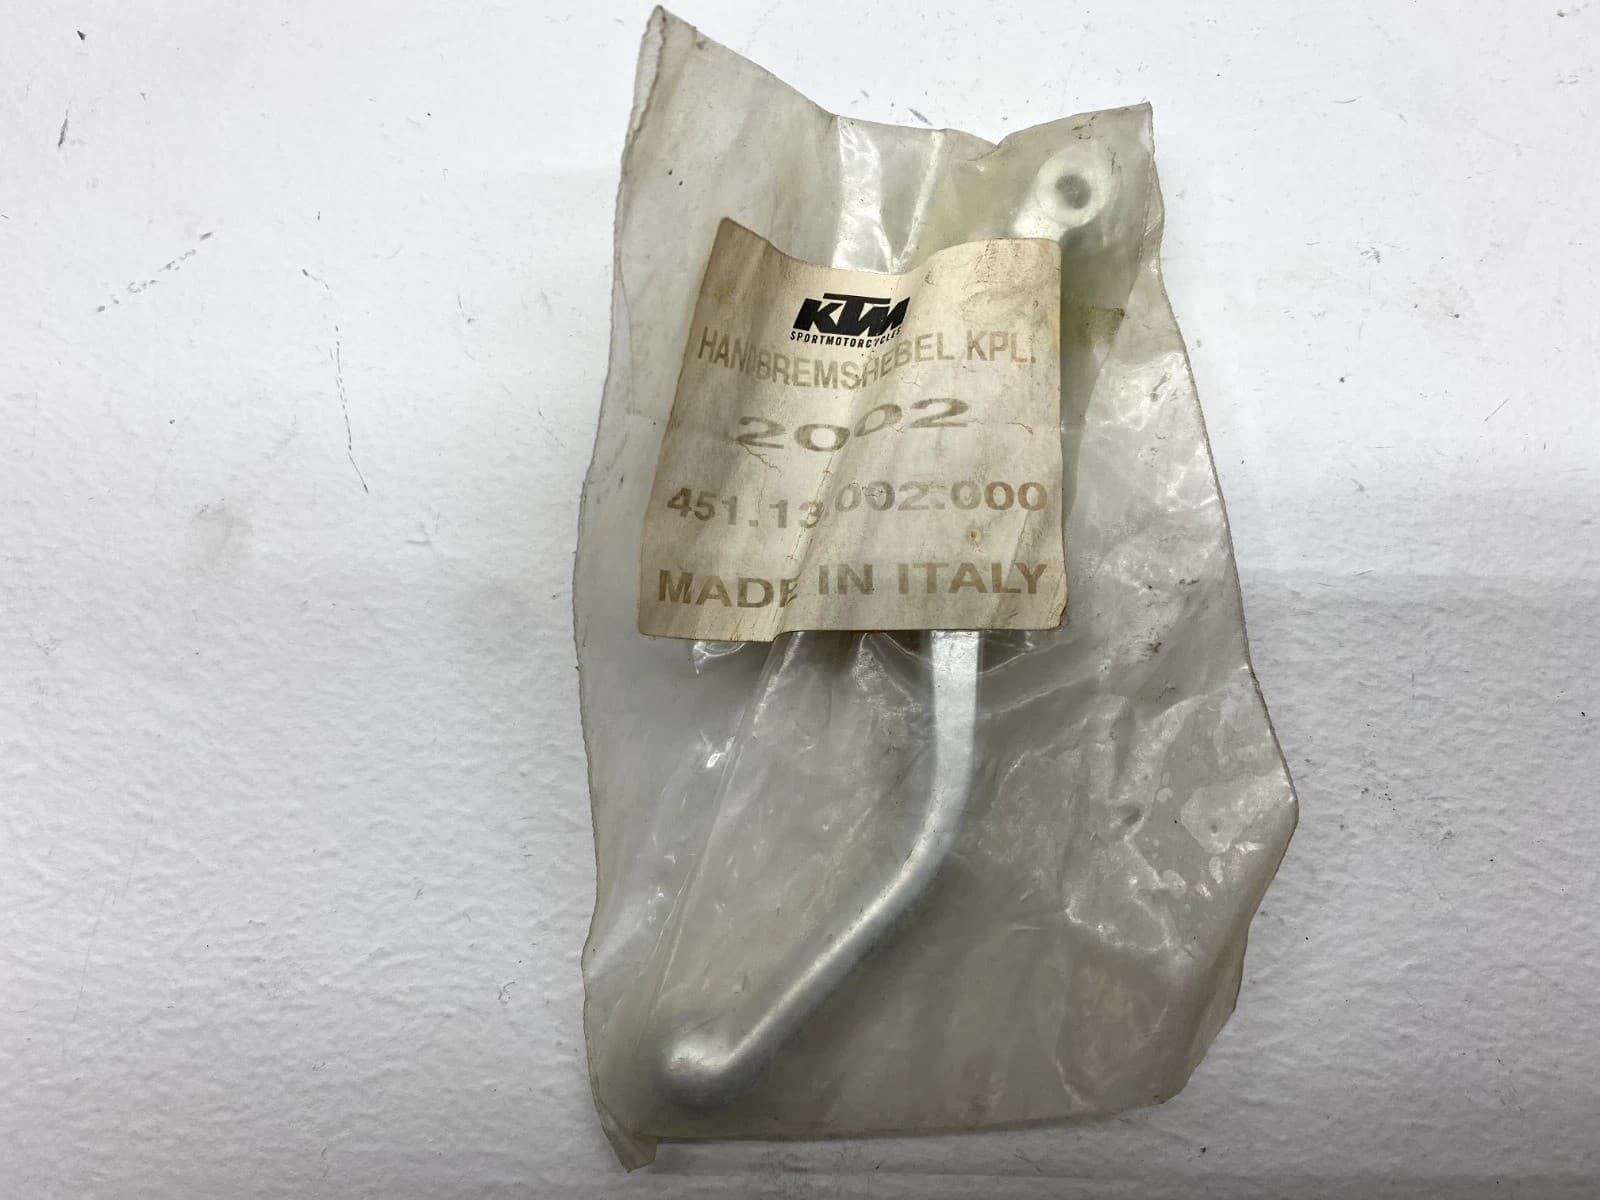 KTM
SPORTMOTORCYCLES
HANDBREMSHEBEL KPL.
2002
451.13.002.000
MADE IN ITALY